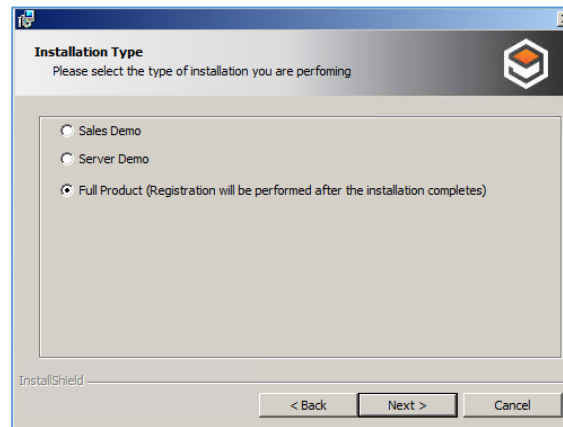 Installation Type
Please select the type of installation you are perfoming
Sales Demo
Server Demo
Full Product (Registration will be performed after the installation completes)
InstallShield
< Back Next > Cancel